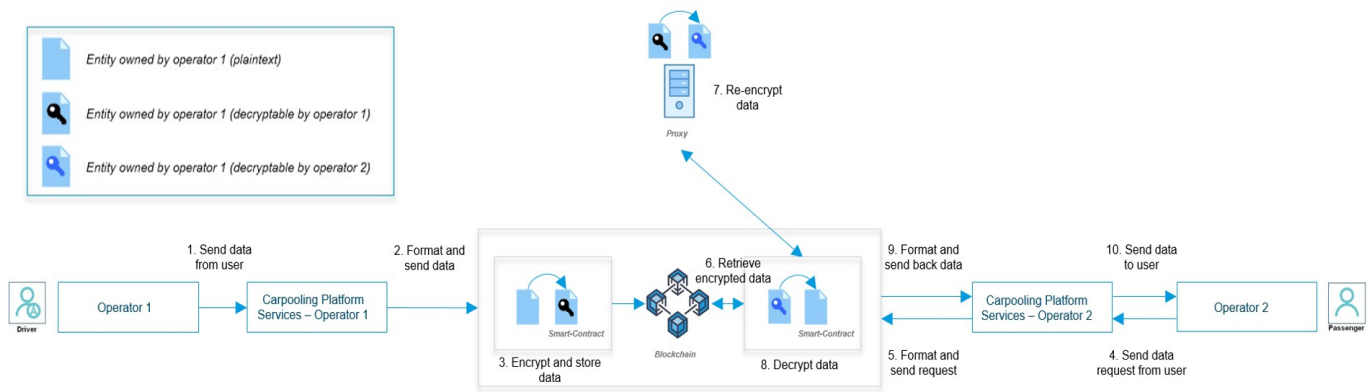 Entity owned by operator 1 (plaintext)
Entity owned by operator 1 (decryptable by operator 1)
Entity owned by operator 1 (decryptable by operator 2)
7. Re-encrypt
data
Proxy
1. Send data
from user
2. Format and
send data
6. Retrieve
encrypted data
9. Format and
send back data
10. Send data
to user
Driver
Operator 1
Carpooling Platform
Services – Operator 1
Smart-Contract
Blockchain
Smart-Contract
Carpooling Platform
Services – Operator 2
Operator 2
Passenger
3. Encrypt and store
data
8. Decrypt data
5. Format and
send request
4. Send data
request from user